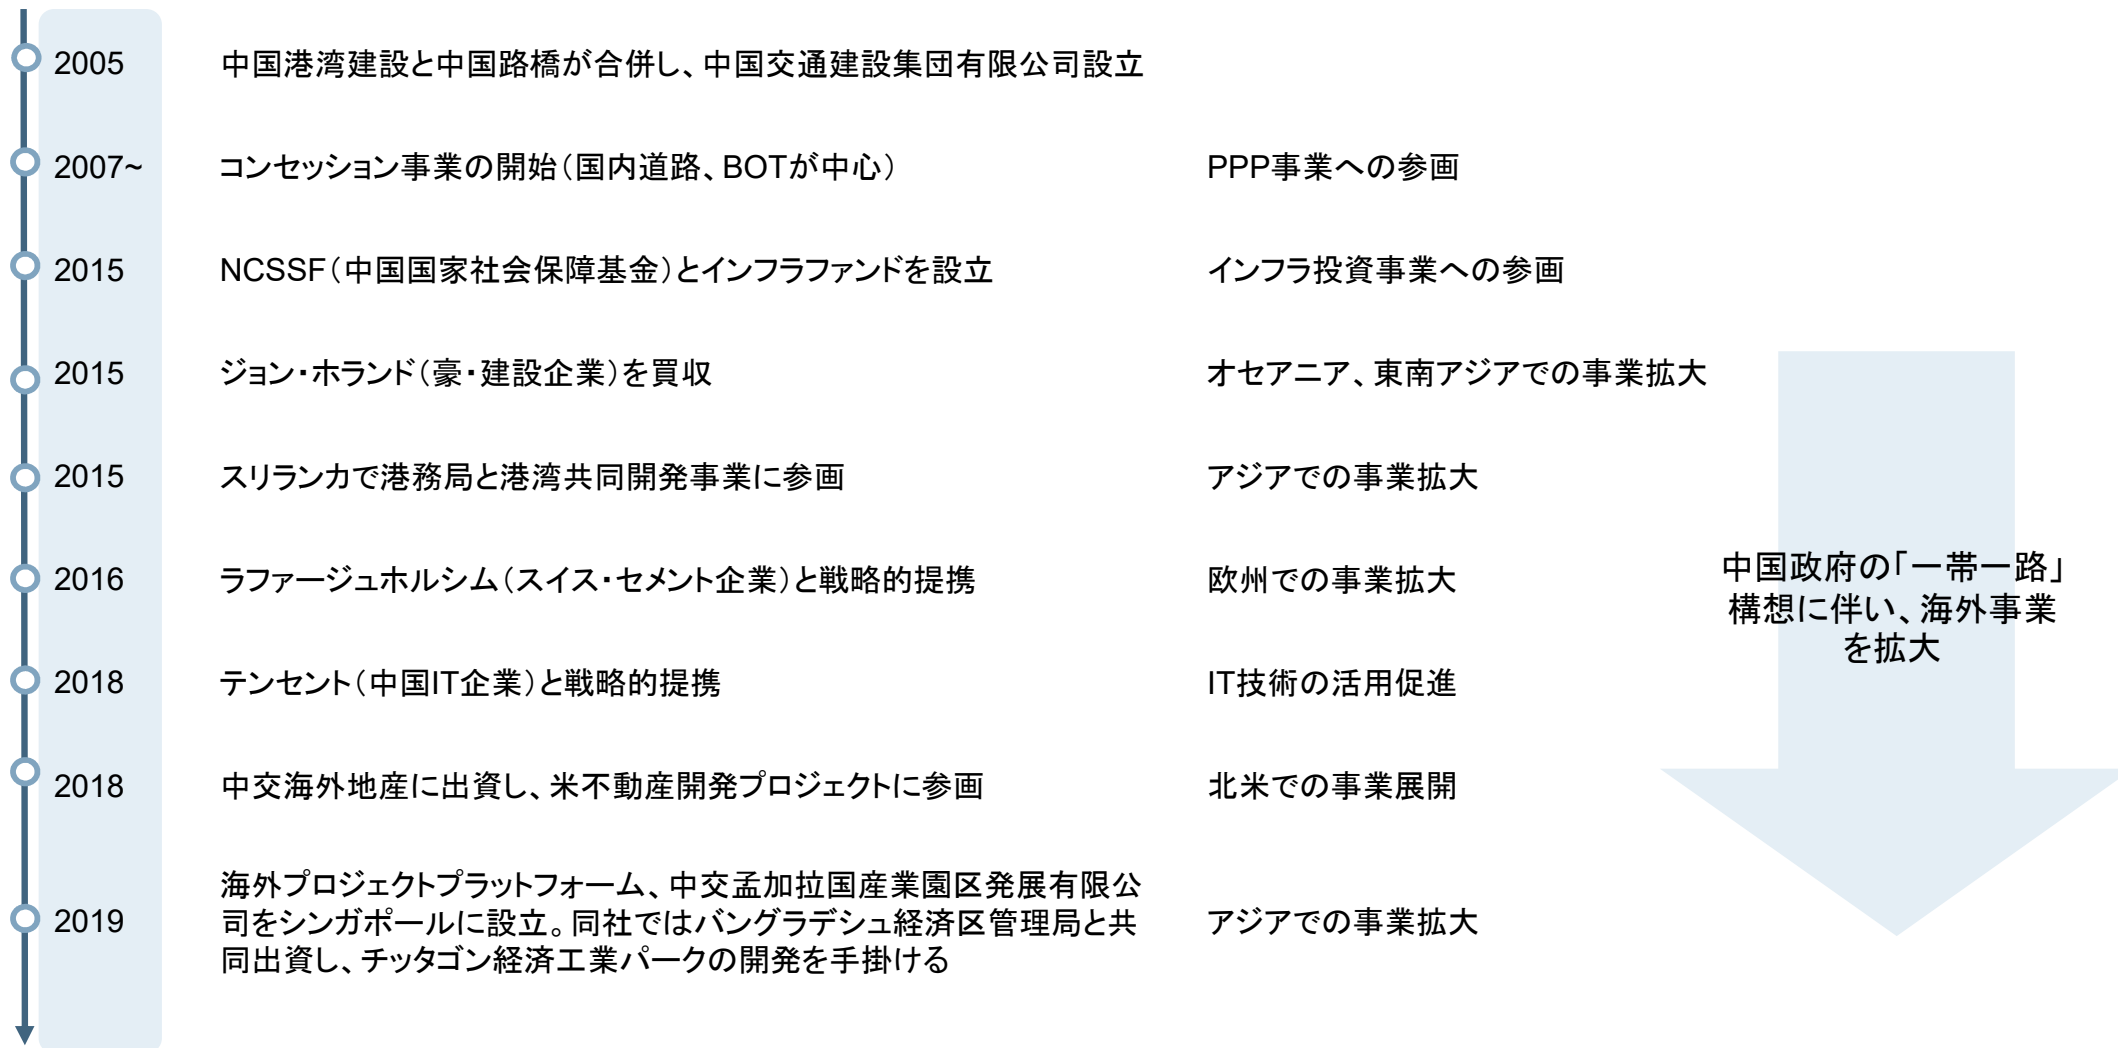 2005
中国港湾建設と中国路橋が合併し、中国交通建設集団有限公司設立
2007~
コンセッション事業の開始（国内道路、BOTが中心）
PPP事業への参画
2015
NCSSF（中国国家社会保障基金）とインフラファンドを設立
インフラ投資事業への参画
2015
ジョン・ホランド（豪・建設企業）を買収
オセアニア、東南アジアでの事業拡大
2015
スリランカで港務局と港湾共同開発事業に参画
アジアでの事業拡大
2016
ラファージュホルシム（スイス・セメント企業）と戦略的提携
欧州での事業拡大
2018
テンセント（中国IT企業）と戦略的提携
IT技術の活用促進
2018
中交海外地産に出資し、米不動産開発プロジェクトに参画
北米での事業展開
2019
海外プロジェクトプラットフォーム、中交孟加拉国産業園区発展有限公
司をシンガポールに設立。同社ではバングラデシュ経済区管理局と共
同出資し、チッタゴン経済工業パークの開発を手掛ける
アジアでの事業拡大
中国政府の「一帯一路」
構想に伴い、海外事業
を拡大